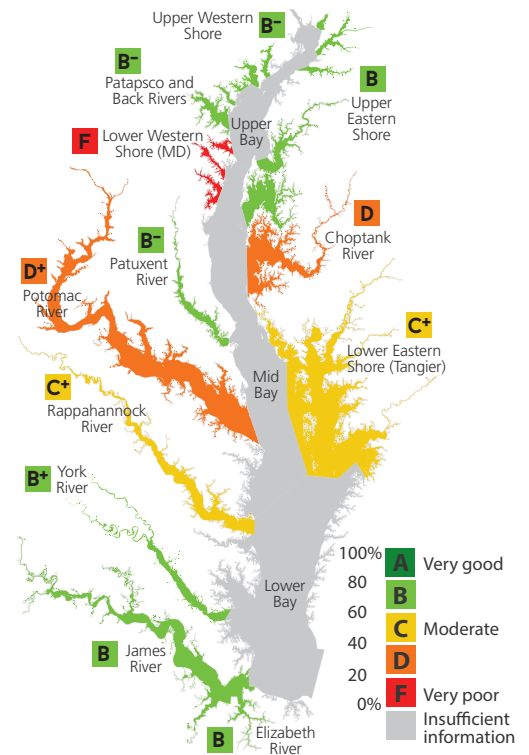 Upper Western
Shore
B–
B–
Patapsco and
Back Rivers
B
Upper
Eastern
Shore
Upper
Bay
F
Lower Western
Shore (MD)
D
Choptank
River
B–
Patuxent
River
D+
Potomac
River
C+
Lower Eastern
Shore (Tangier)
Mid
Bay
C+
Rappahannock
River
B+
York
River
Lower
Bay
B
James
River
B
Elizabeth
River
100%
80
60
40
20
0%
A Very good
B
C Moderate
D
F Very poor
Insufficient
information